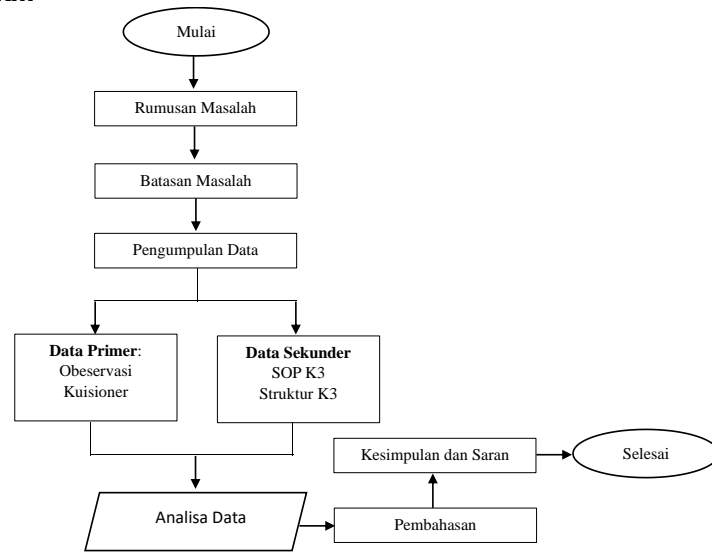 Mulai
Rumusan Masalah
Batasan Masalah
Pengumpulan Data
Data Primer:
Obeservasi
Kuisioner
Data Sekunder
SOP K3
Struktur K3
Analisa Data
Pembahasan
Kesimpulan dan Saran
Selesai